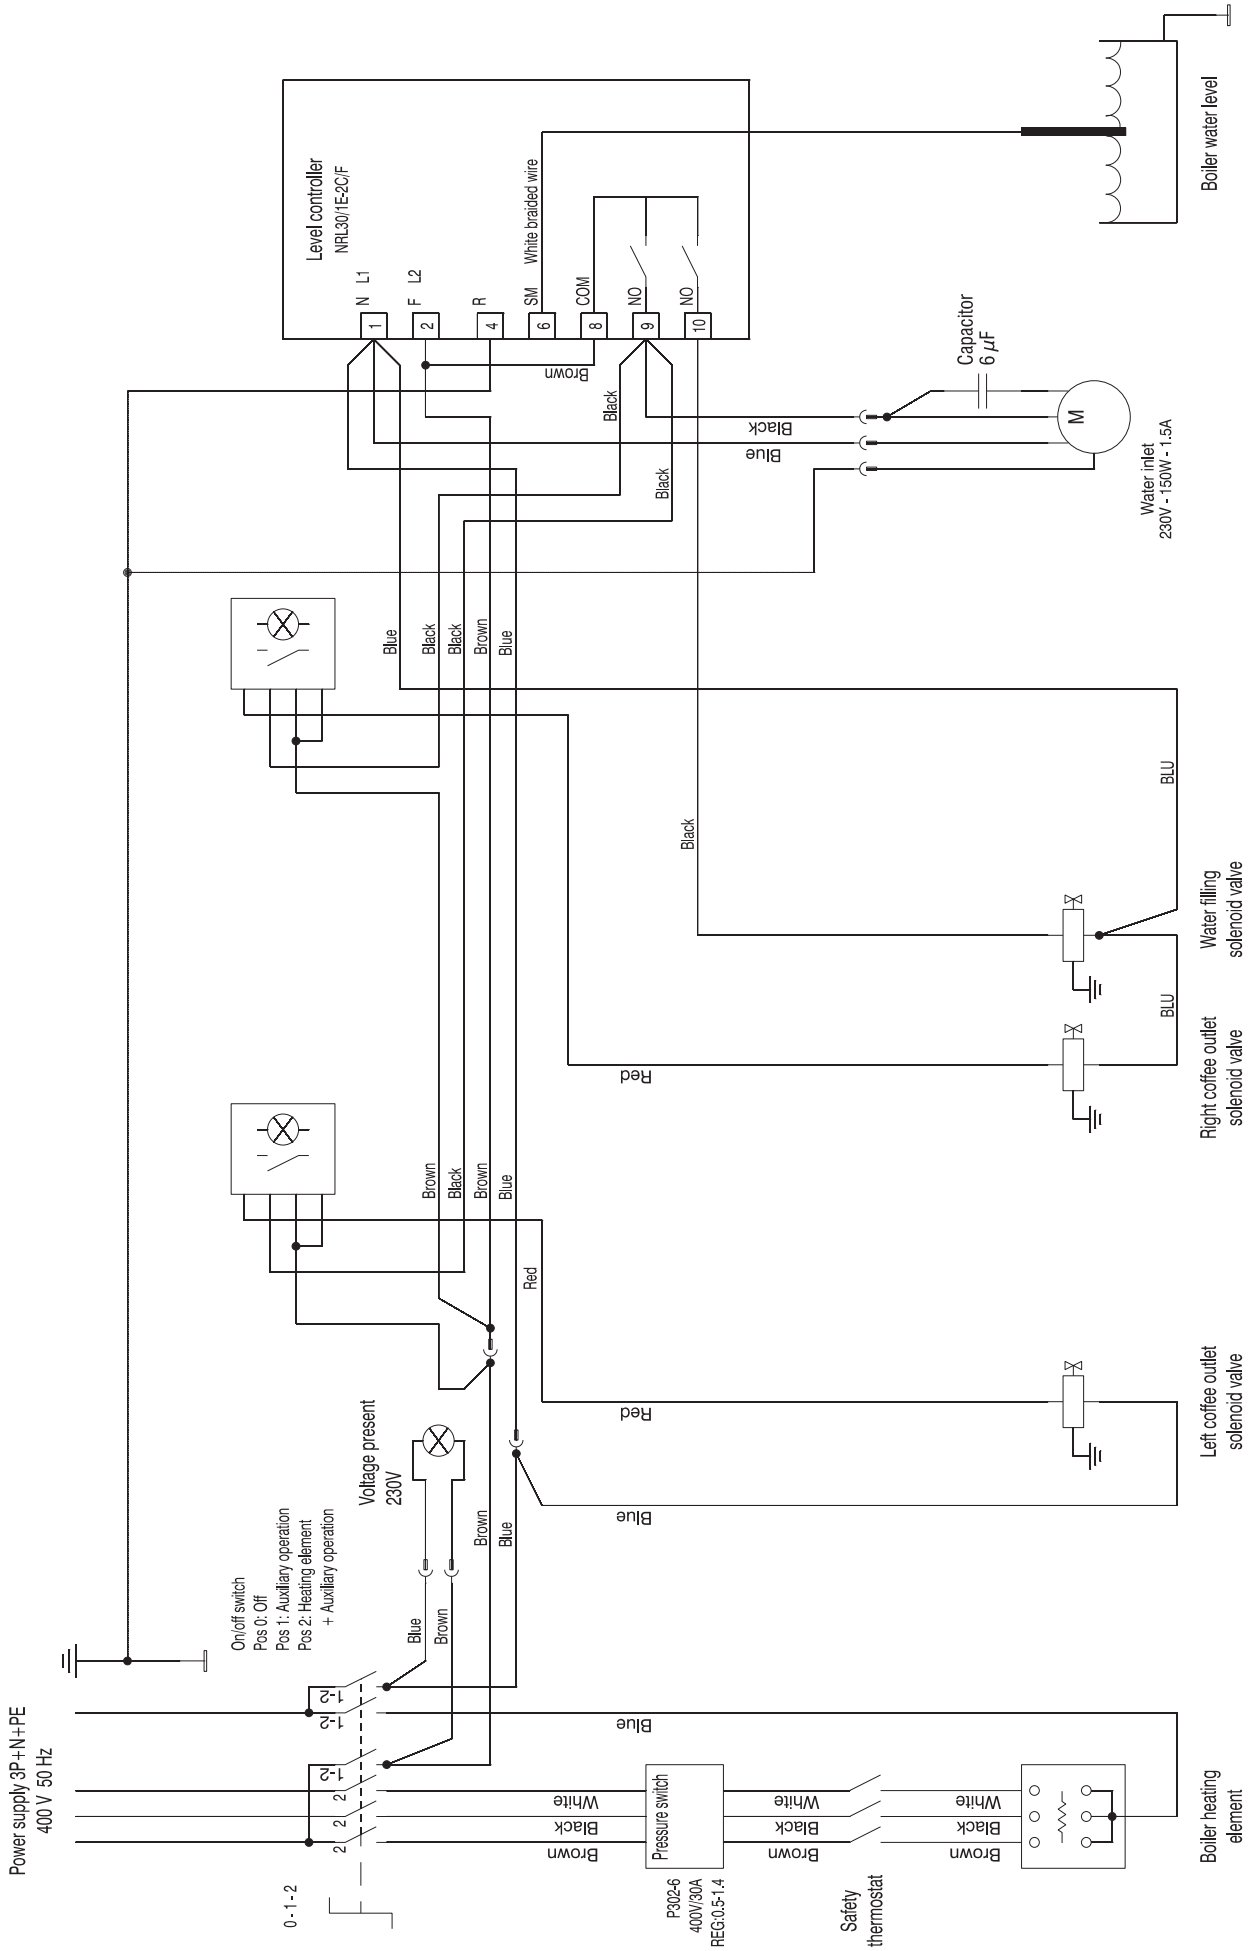 Power supply 3P+N+PE
400 V 50 Hz
0 - 1 - 2
On/off switch
Pos 0: Off
Pos 1: Auxiliary operation
Pos 2: Heating element
+ Auxiliary operation
2
2
2
1-2
1-2
1-2
Blue
Brown
Voltage present
230V
Brown
Blue
Brown
Black
White
Pressure switch
P302-6
400V/30A
REG:0.5-1.4
Brown
Black
White
Safety
thermostat
Brown
Black
White
Boiler heating
element
Blue
Blue
Red
Red
Left coffee outlet
solenoid valve
Brown
Black
Brown
Blue
Red
Right coffee outlet
solenoid valve
BLU
Water filling
solenoid valve
BLU
Black
Blue
Black
Black
Brown
Blue
Black
Black
Brown
Blue
Black
Water inlet
230V - 150W - 1.5A
M
Capacitor
6 µF
Level controller
NRL30/1E-2C/F
1
N L1
2
F L2
4
R
6
SM
White braided wire
8
COM
9
NO
10
NO
Boiler water level